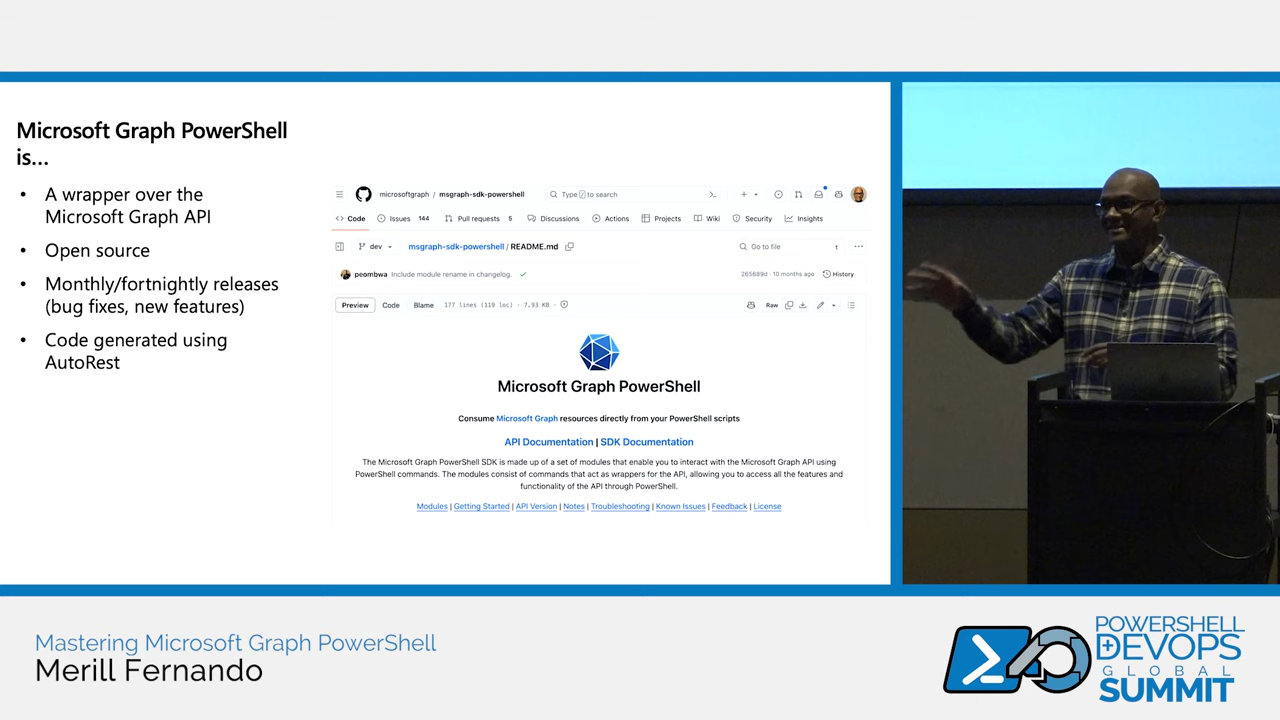 Microsoft Graph PowerShell
is...
• A wrapper over the
Microsoft Graph API
• Open source
• Monthly/fortnightly releases
(bug fixes, new features)
• Code generated using
AutoRest
microsoftgraph / msgraph-sdk-powershell
Type / to search
Code Issues 144 Pull requests 5 Discussions Actions Projects Wiki Security Insights
dev msgraph-sdk-powershell / README.md Go to file t
peombwa Include module rename in changelog. 265689d · 10 months ago History
Preview Code Blame 177 lines (119 loc) · 7.93 KB Raw
Microsoft Graph PowerShell
Consume Microsoft Graph resources directly from your PowerShell scripts
API Documentation | SDK Documentation
The Microsoft Graph PowerShell SDK is made up of a set of modules that enable you to interact with the Microsoft Graph API using
PowerShell commands. The modules consist of commands that act as wrappers for the API, allowing you to access all the features and
functionality of the API through PowerShell.
Modules | Getting Started | API Version | Notes | Troubleshooting | Known Issues | Feedback | License
Mastering Microsoft Graph PowerShell
Merill Fernando
POWERSHELL
+DEVOPS
GLOBAL
SUMMIT